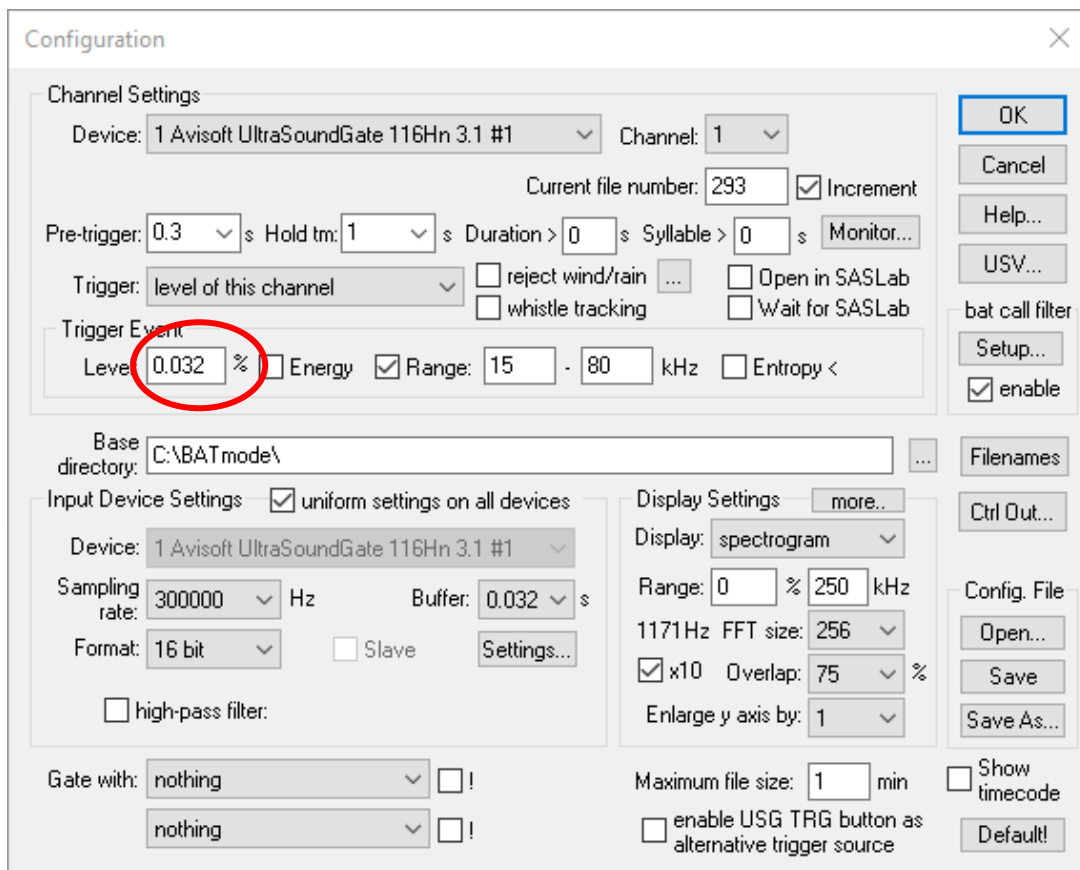 Configuration
Channel Settings
Device: 1 Avisoft UltraSoundGate 116Hn 3.1 #1 Channel: 1
OK
Current file number: 293 Increment
Cancel
Pre-trigger: 0.3 s Hold tm: 1 s Duration > 0 s Syllable > 0 s Monitor...
Help...
Trigger: level of this channel reject wind/rain ... Open in SASLab
USV...
whistle tracking Wait for SASLab
Trigger Event
Level 0.032 % Energy Range: 15 - 80 kHz Entropy <
bat call filter
Setup...
enable
Base directory: C:\BATmode\ ...
Filenames
Ctrl Out...
Input Device Settings uniform settings on all devices
Device: 1 Avisoft UltraSoundGate 116Hn 3.1 #1
Sampling rate: 300000 Hz Buffer: 0.032 s
Format: 16 bit Slave Settings...
high-pass filter:
Display Settings more..
Display: spectrogram
Range: 0 % 250 kHz
1171Hz FFT size: 256
x10 Overlap: 75 %
Enlarge y axis by: 1
Config. File
Open...
Save
Save As...
Gate with: nothing !
nothing !
Maximum file size: 1 min
enable USG TRG button as
alternative trigger source
Show
timecode
Default!